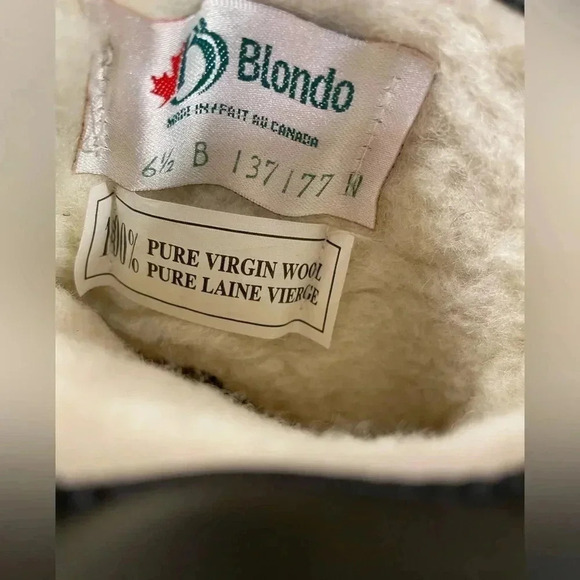 Blondo
MADE IN / FAIT AU CANADA
6½ B 137177 N
100% PURE VIRGIN WOOL
PURE LAINE VIERGE